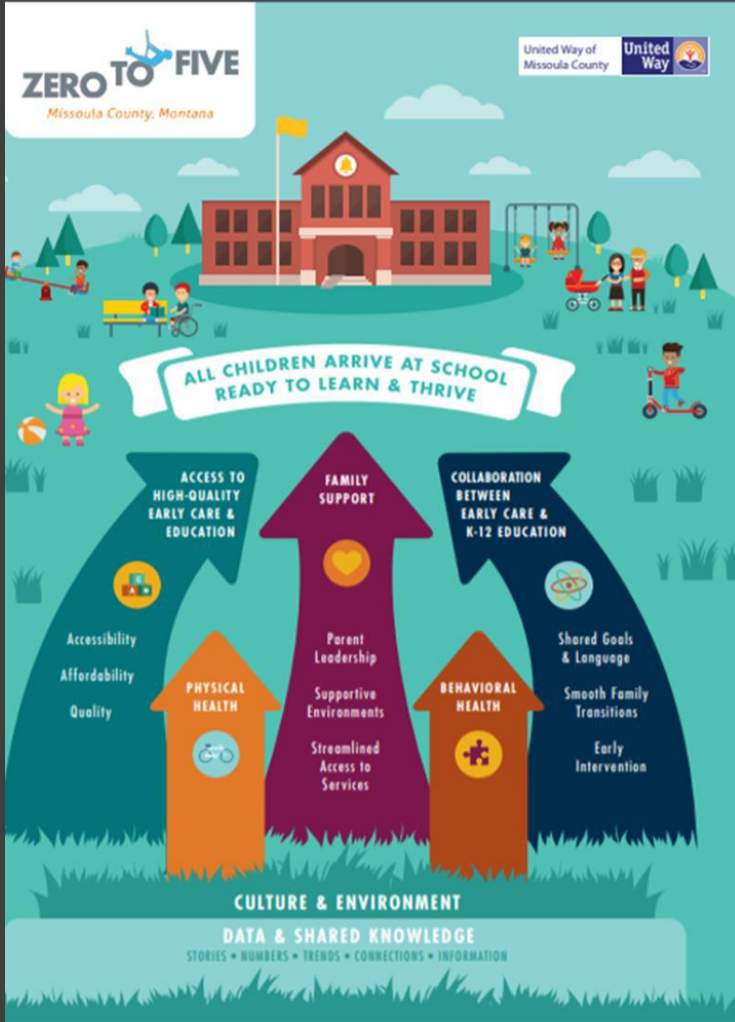 ZERO TO FIVE
Missoula County, Montana
United Way of
Missoula County
United
Way
ALL CHILDREN ARRIVE AT SCHOOL
READY TO LEARN & THRIVE
ACCESS TO
HIGH-QUALITY
EARLY CARE &
EDUCATION
Accessibility
Affordability
Quality
PHYSICAL
HEALTH
FAMILY
SUPPORT
Parent
Leadership
Supportive
Environments
Streamlined
Access to
Services
BEHAVIORAL
HEALTH
COLLABORATION
BETWEEN
EARLY CARE &
K-12 EDUCATION
Shared Goals
& Language
Smooth Family
Transitions
Early
Intervention
CULTURE & ENVIRONMENT
DATA & SHARED KNOWLEDGE
STORIES • NUMBERS • TRENDS • CONNECTIONS • INFORMATION